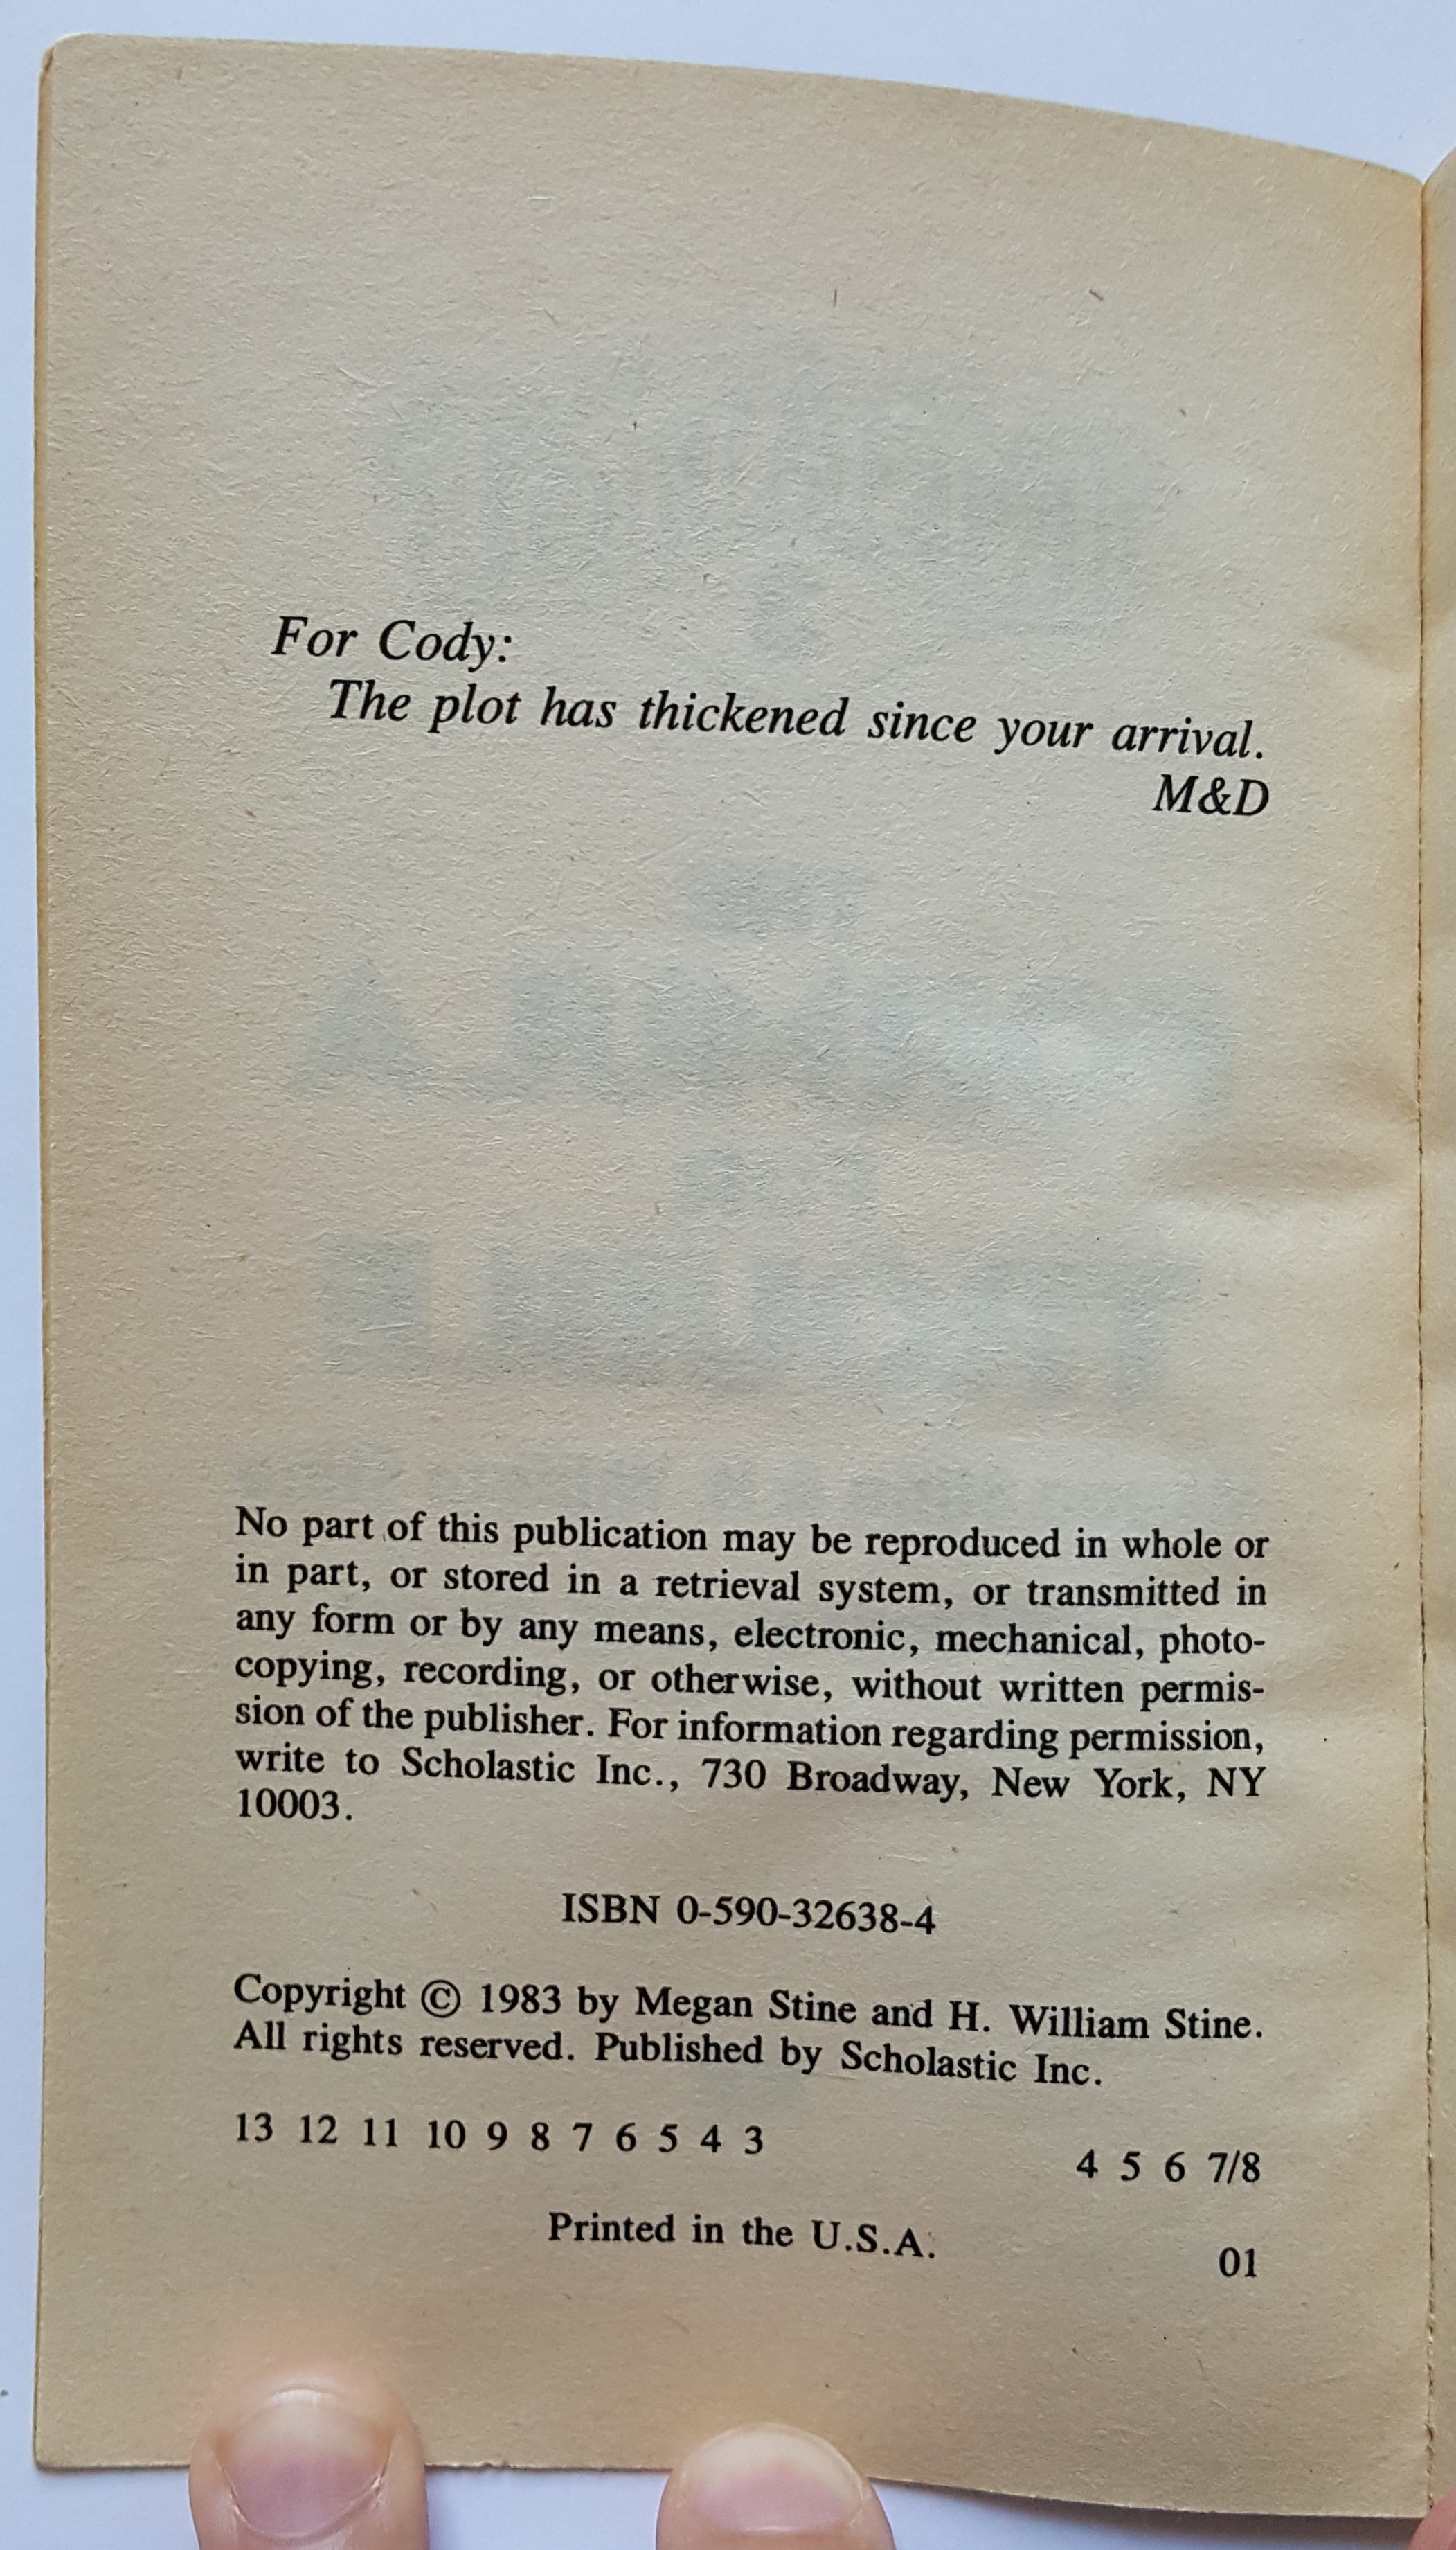 For Cody:
The plot has thickened since your arrival.
M&D
No part of this publication may be reproduced in whole or
in part, or stored in a retrieval system, or transmitted in
any form or by any means, electronic, mechanical, photo-
copying, recording, or otherwise, without written permis-
sion of the publisher. For information regarding permission,
write to Scholastic Inc., 730 Broadway, New York, NY
10003.
ISBN 0-590-32638-4
Copyright © 1983 by Megan Stine and H. William Stine.
All rights reserved. Published by Scholastic Inc.
13 12 11 10 9 8 7 6 5 4 3
4 5 6 7/8
Printed in the U.S.A.
01